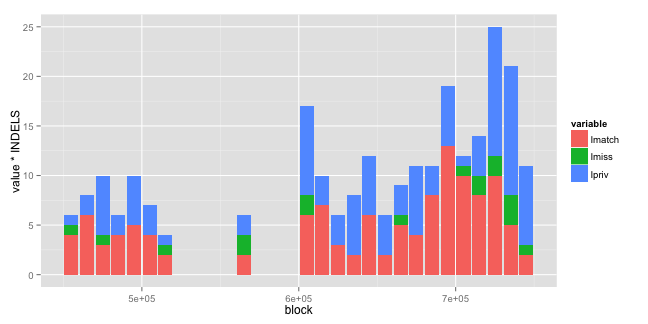 25
20
15
10
5
0
value * INDELS
5e+05
6e+05
7e+05
block
variable
Imatch
Imiss
Ipriv